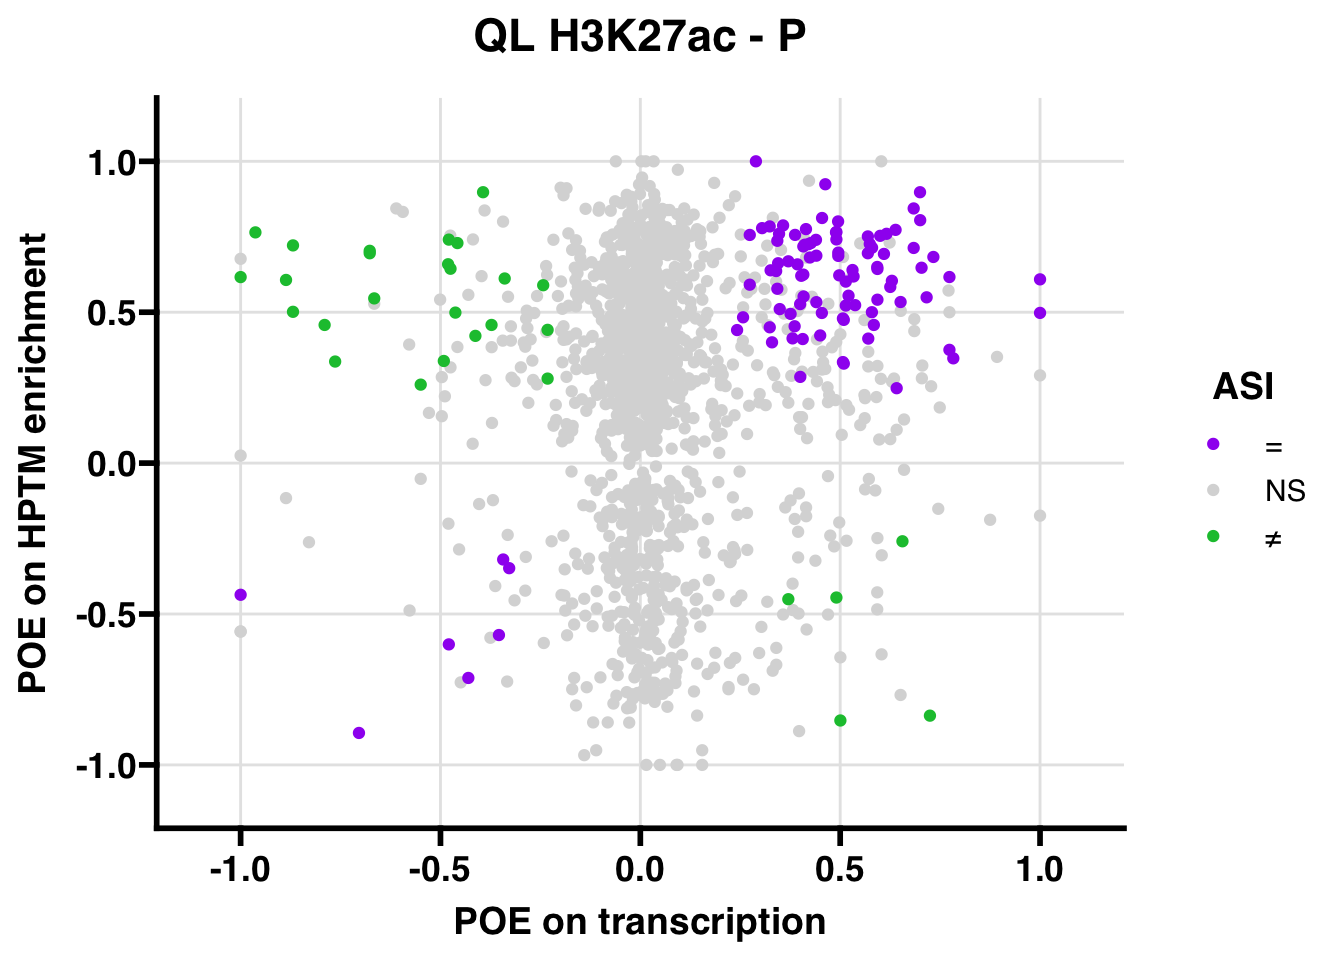 QL H3K27ac - P
POE on HPTM enrichment
1.0
0.5
0.0
-0.5
-1.0
-1.0 -0.5 0.0 0.5 1.0
POE on transcription
ASI
=
NS
≠